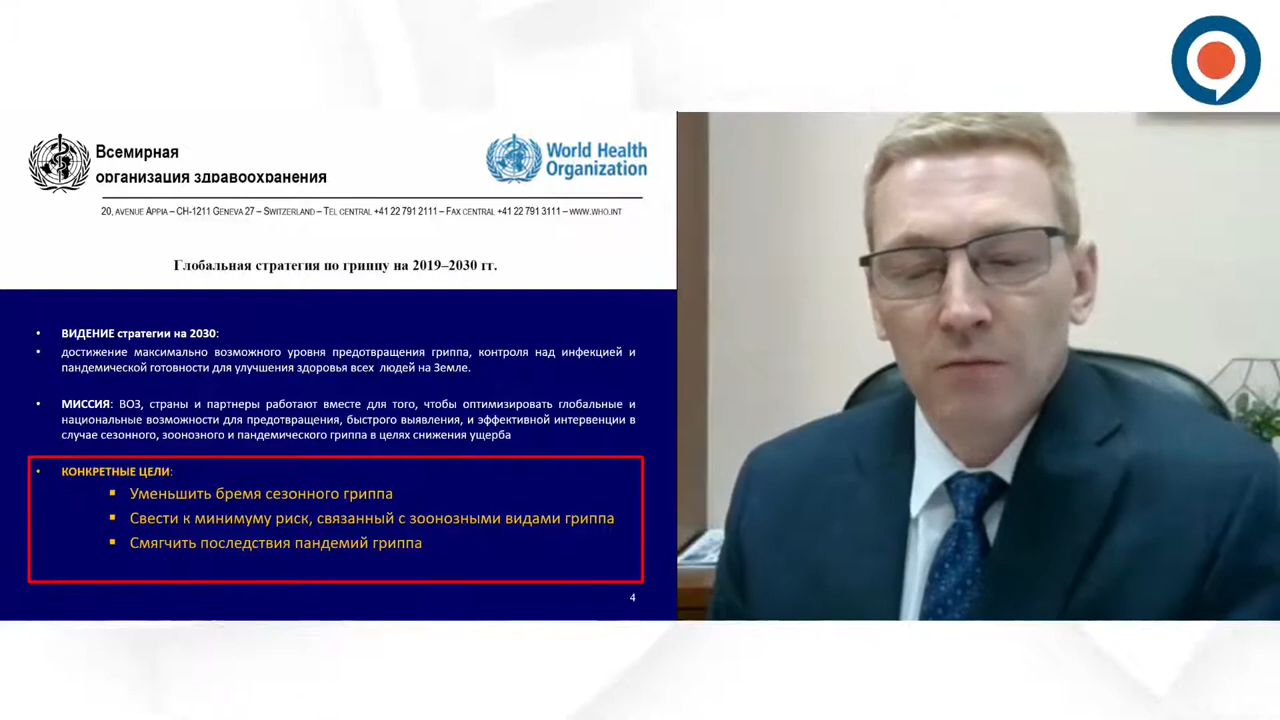 Всемирная
организация здравоохранения
World Health
Organization
20, AVENUE APPIA – CH-1211 GENEVA 27 – SWITZERLAND – TEL CENTRAL +41 22 791 2111 – FAX CENTRAL +41 22 791 3111 – WWW.WHO.INT
Глобальная стратегия по гриппу на 2019–2030 гг.
• ВИДЕНИЕ стратегии на 2030:
• достижение максимально возможного уровня предотвращения гриппа, контроля над инфекцией и
пандемической готовности для улучшения здоровья всех людей на Земле.
• МИССИЯ: ВОЗ, страны и партнеры работают вместе для того, чтобы оптимизировать глобальные и
национальные возможности для предотвращения, быстрого выявления, и эффективной интервенции в
случае сезонного, зоонозного и пандемического гриппа в целях снижения ущерба
• КОНКРЕТНЫЕ ЦЕЛИ:
▪ Уменьшить бремя сезонного гриппа
▪ Свести к минимуму риск, связанный с зоонозными видами гриппа
▪ Смягчить последствия пандемий гриппа
4